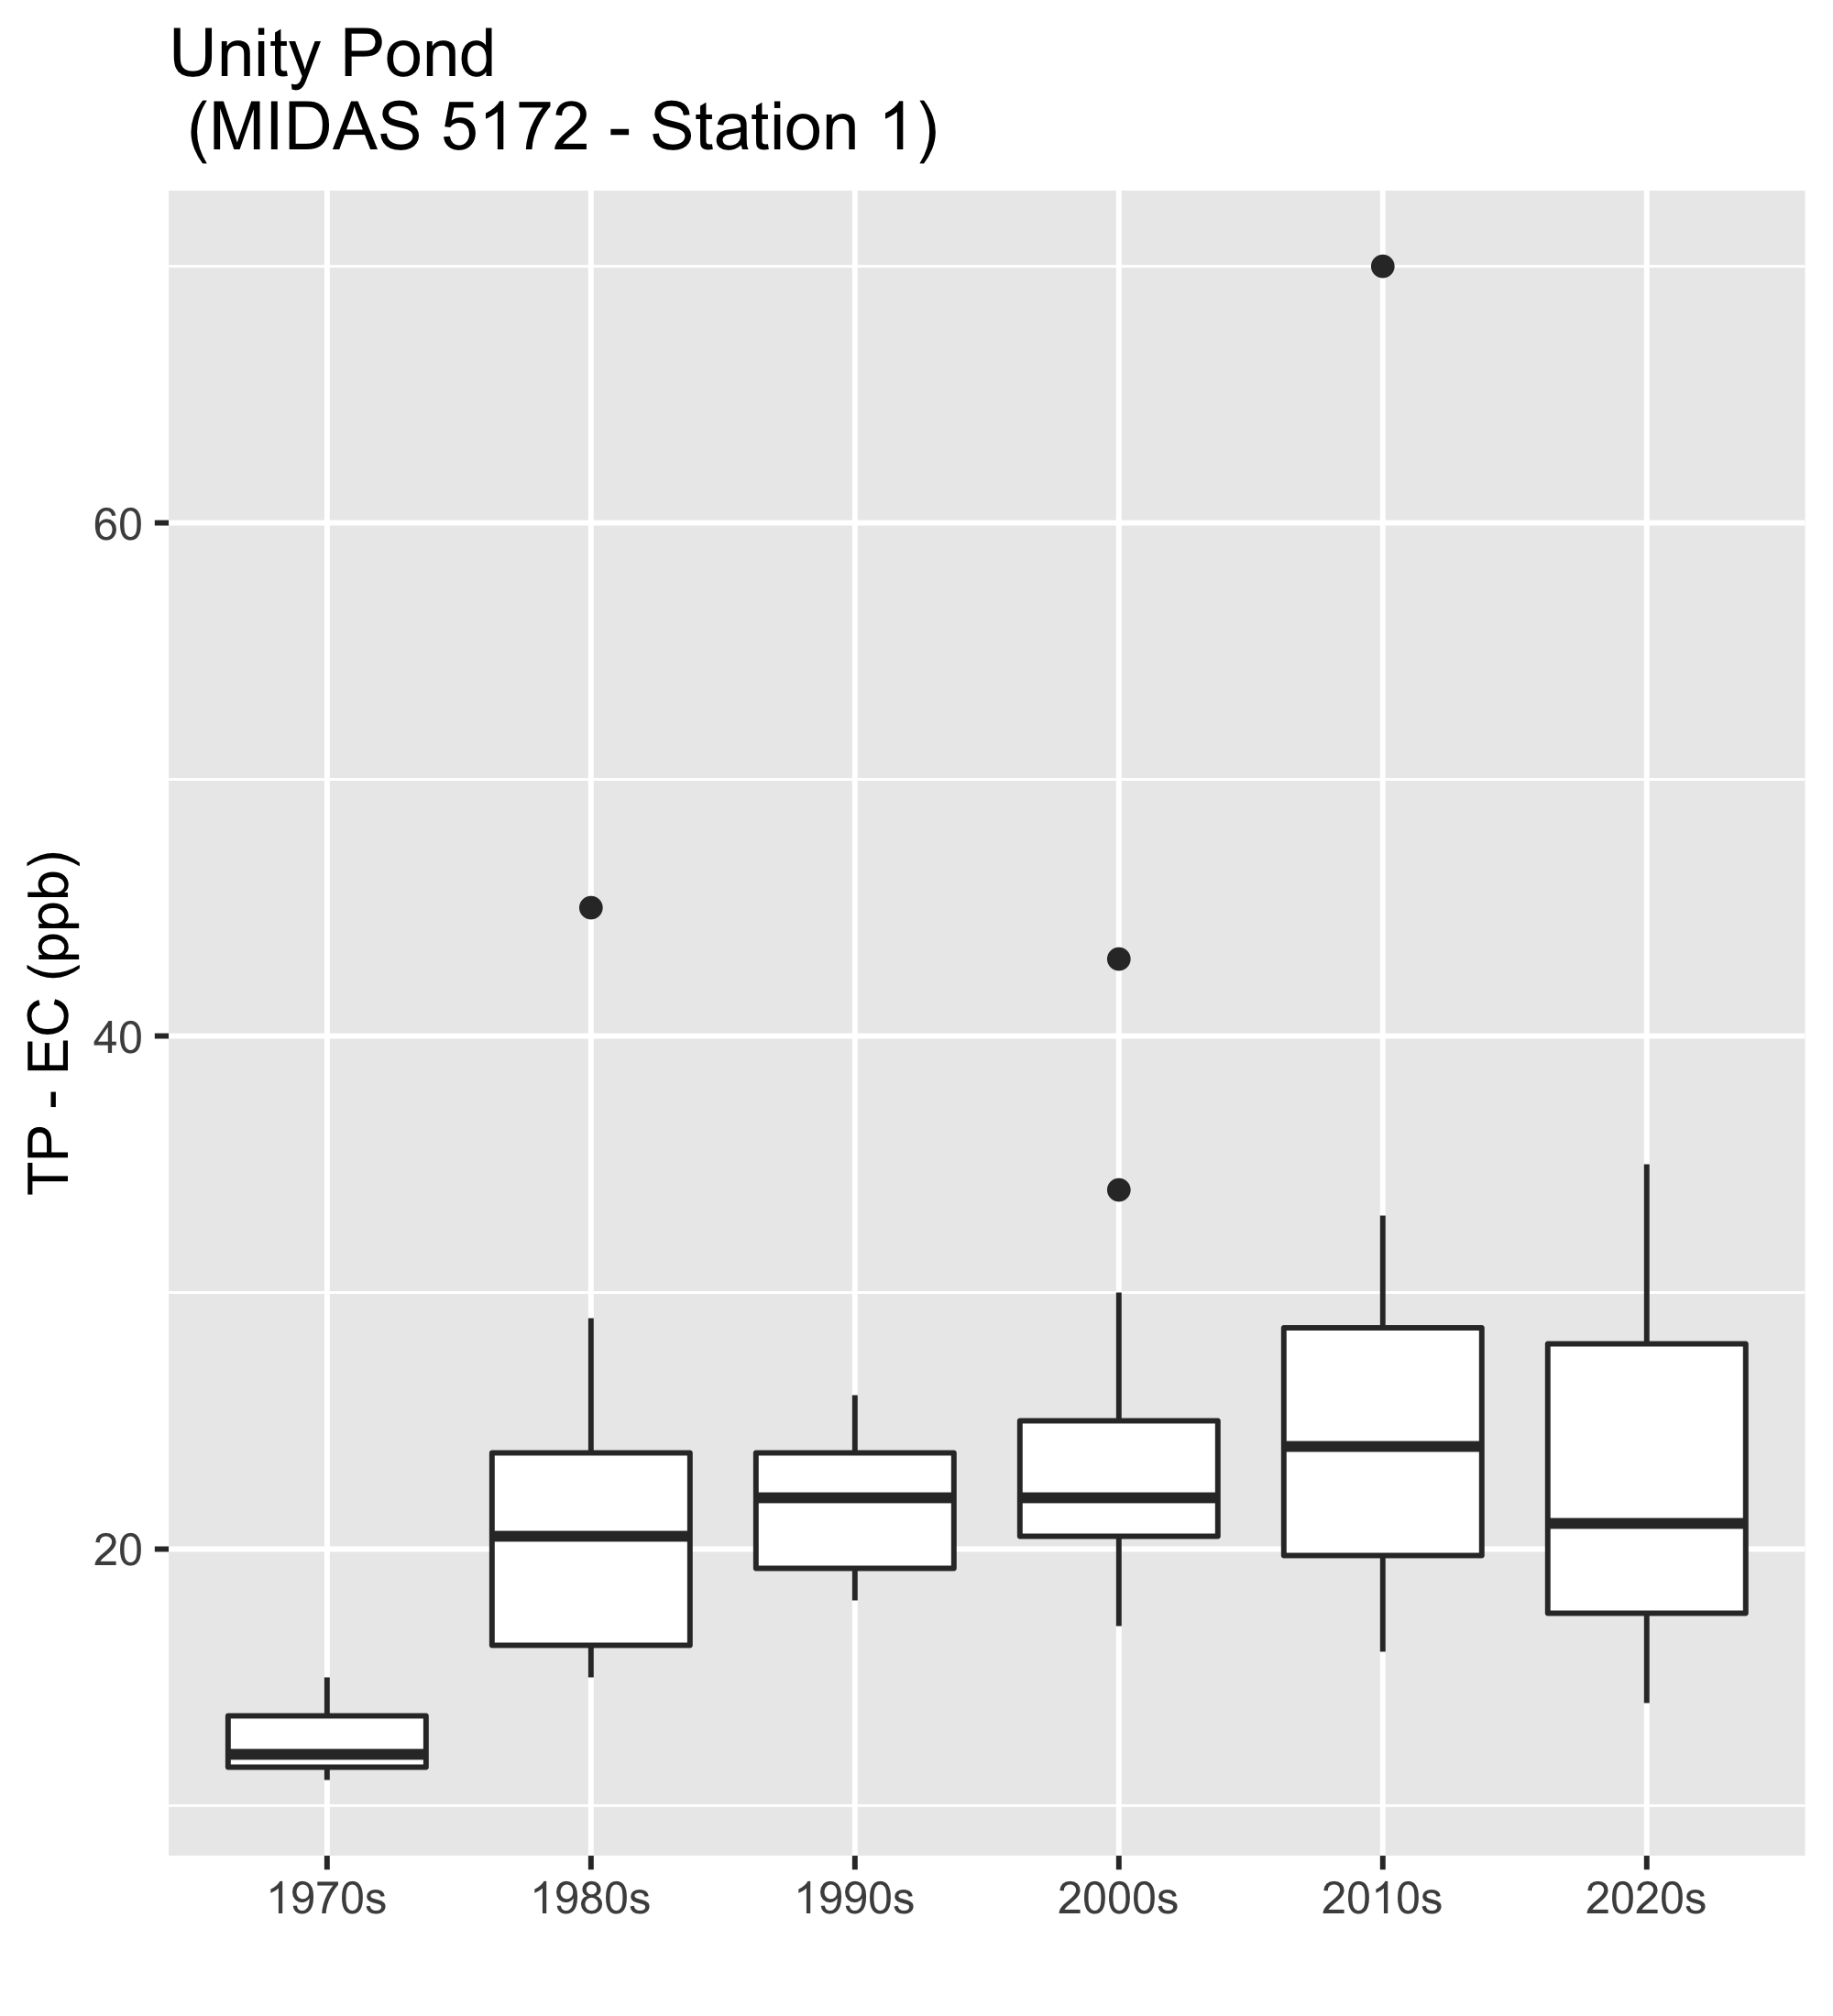 Unity Pond
(MIDAS 5172 - Station 1)
TP - EC (ppb)
60
40
20
1970s 1980s 1990s 2000s 2010s 2020s